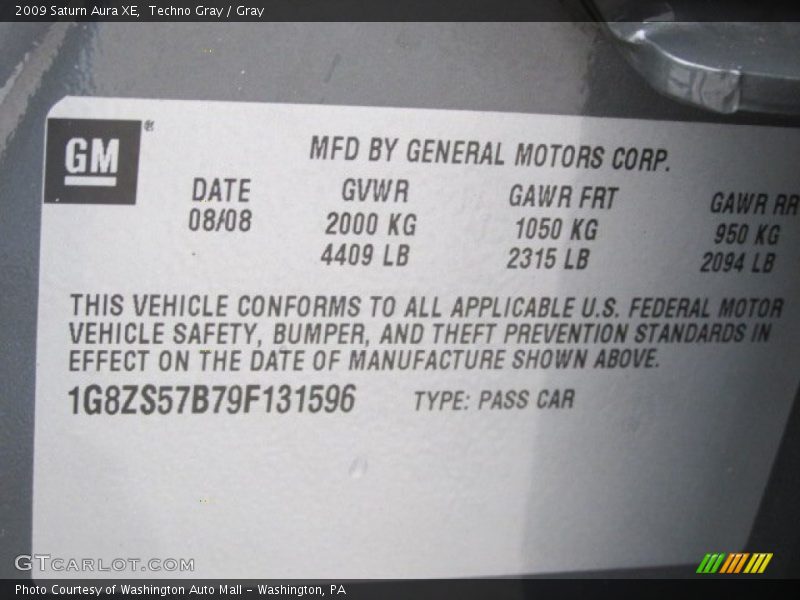 2009 Saturn Aura XE, Techno Gray / Gray
GM®
MFD BY GENERAL MOTORS CORP.
DATE GVWR GAWR FRT GAWR RR
08/08 2000 KG 1050 KG 950 KG
4409 LB 2315 LB 2094 LB
THIS VEHICLE CONFORMS TO ALL APPLICABLE U.S. FEDERAL MOTOR
VEHICLE SAFETY, BUMPER, AND THEFT PREVENTION STANDARDS IN
EFFECT ON THE DATE OF MANUFACTURE SHOWN ABOVE.
1G8ZS57B79F131596 TYPE: PASS CAR
GTCARLOT.COM
Photo Courtesy of Washington Auto Mall - Washington, PA